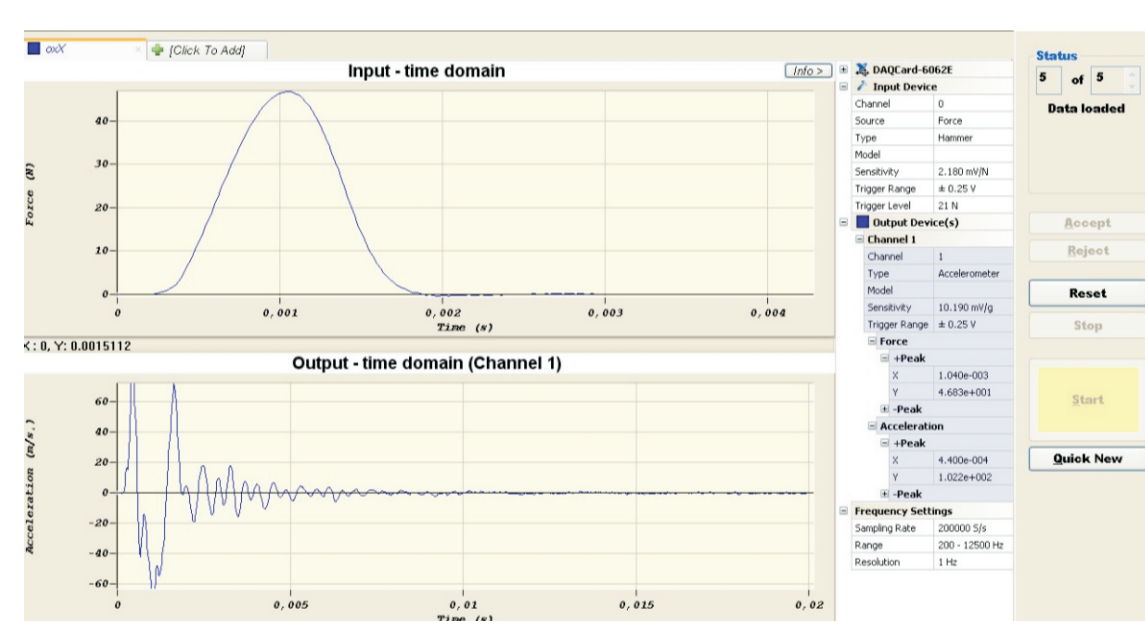 oxX
[Click To Add]
Input - time domain
Info >
Force (N)
40
30
20
10
0
0 0,001 0,002 0,003 0,004
Time (s)
X : 0, Y: 0.0015112
Output - time domain (Channel 1)
Acceleration (m/s.)
60
40
20
0
-20
-40
-60
0 0,005 0,01 0,015 0,02
Time (s)
DAQCard-6062E
Input Device
Channel 0
Source Force
Type Hammer
Model
Sensitivity 2.180 mV/N
Trigger Range ± 0.25 V
Trigger Level 21 N
Output Device(s)
Channel 1
Channel 1
Type Accelerometer
Model
Sensitivity 10.190 mV/g
Trigger Range ± 0.25 V
Force
+Peak
X 1.040e-003
Y 4.683e+001
-Peak
Acceleration
+Peak
X 4.400e-004
Y 1.022e+002
-Peak
Frequency Settings
Sampling Rate 200000 S/s
Range 200 - 12500 Hz
Resolution 1 Hz
Status
5 of 5
Data loaded
Accept
Reject
Reset
Stop
Start
Quick New